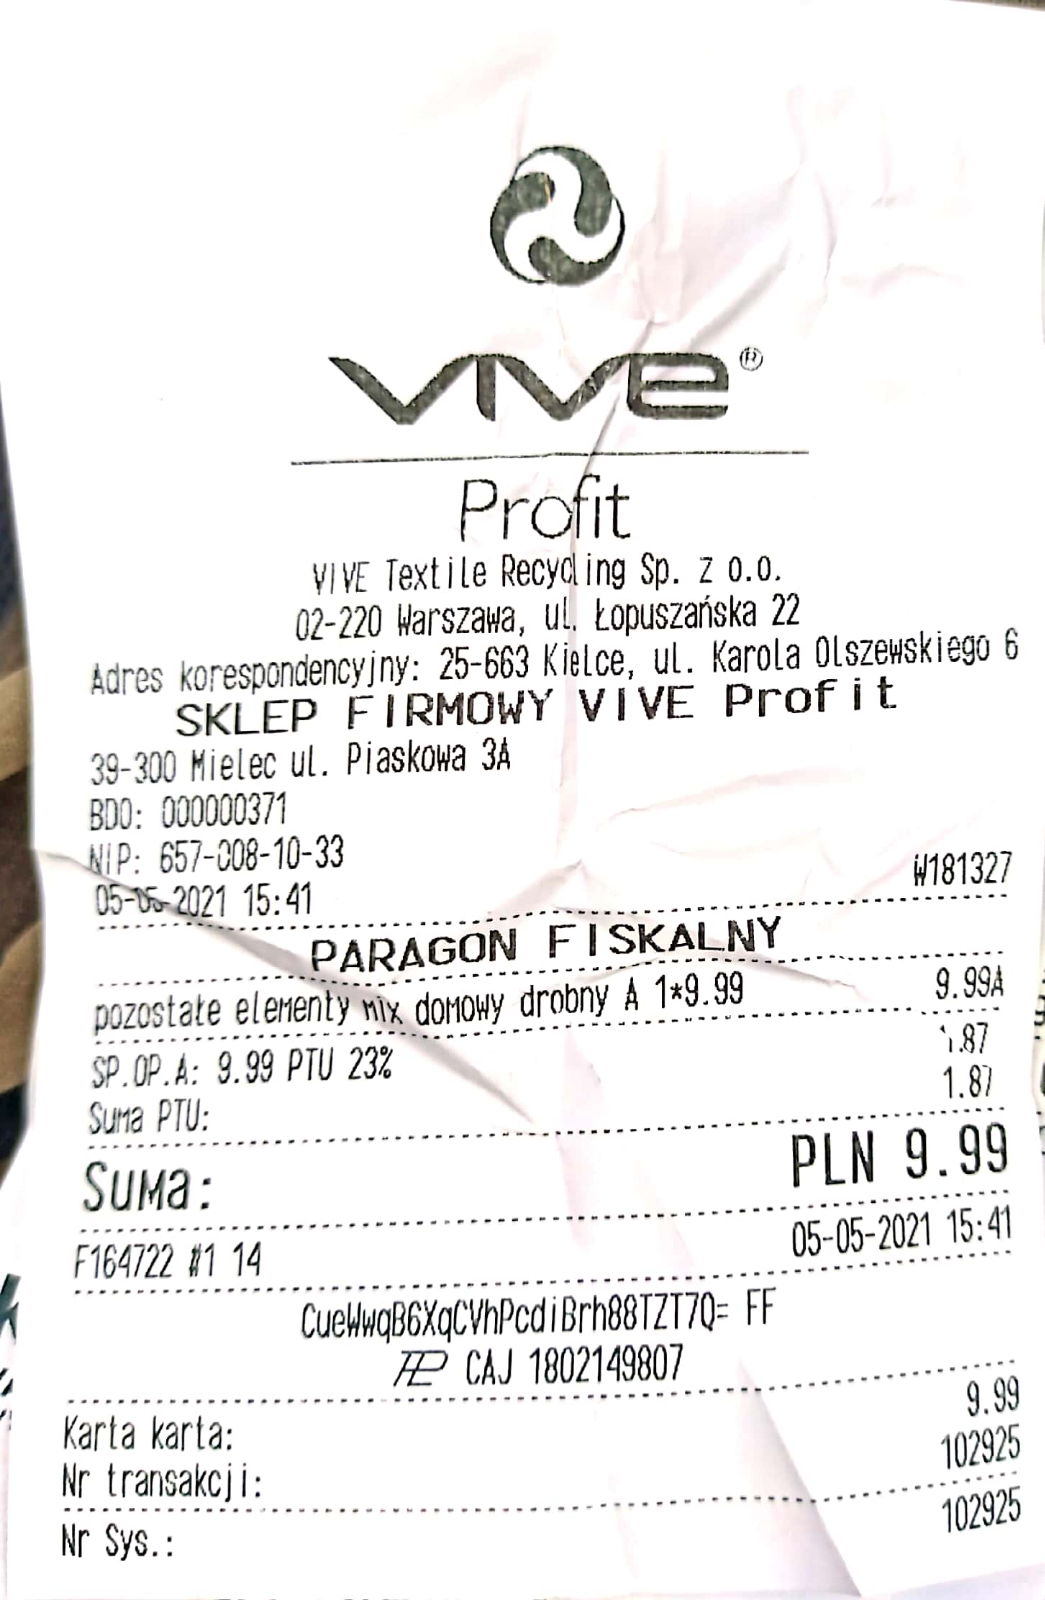 VIVE®
Profit
VIVE Textile Recycling Sp. z o.o.
02-220 Warszawa, ul. Łopuszańska 22
Adres korespondencyjny: 25-663 Kielce, ul. Karola Olszewskiego 6
SKLEP FIRMOWY VIVE Profit
39-300 Mielec ul. Piaskowa 3A
BDO: 000000371
NIP: 657-008-10-33
05-05-2021 15:41 W181327
PARAGON FISKALNY
pozostałe elementy mix domowy drobny A 1*9.99 9.99A
SP.OP.A: 9.99 PTU 23% 1.87
Suma PTU: 1.87
Suma: PLN 9.99
F164722 #1 14 05-05-2021 15:41
CueWwqB6XqCVhPcdiBrh88TZT7Q= FF
CAJ 1802149807
Karta karta: 9.99
Nr transakcji: 102925
Nr Sys.: 102925